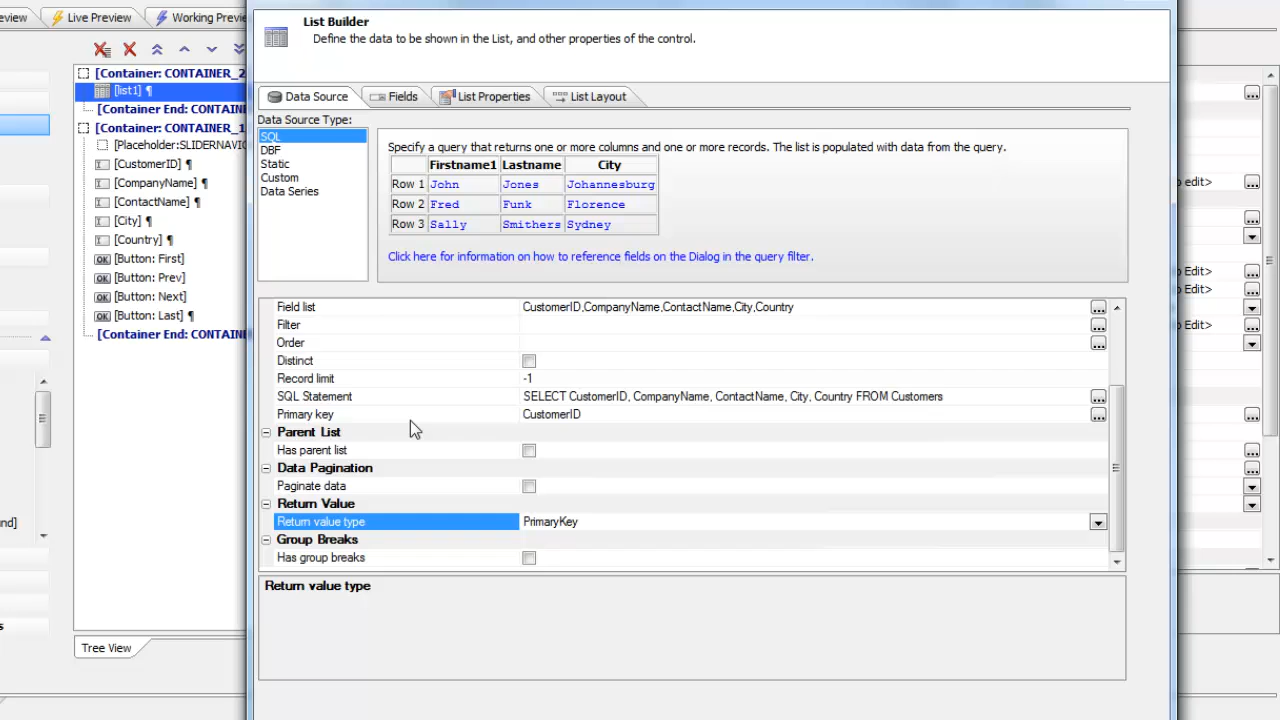 eview
Live Preview
Working Previe
[Container: CONTAINER_2
[list1] ¶
[Container End: CONTAIN
[Container: CONTAINER_1
[Placeholder:SLIDERNAVIG
[CustomerID] ¶
[CompanyName] ¶
[ContactName] ¶
[City] ¶
[Country] ¶
[Button: First]
[Button: Prev]
[Button: Next]
[Button: Last] ¶
[Container End: CONTAIN
nd]
s
Tree View
List Builder
Define the data to be shown in the List, and other properties of the control.
Data Source
Fields
List Properties
List Layout
Data Source Type:
SQL
DBF
Static
Custom
Data Series
Specify a query that returns one or more columns and one or more records. The list is populated with data from the query.
Firstname1 Lastname City
Row 1 John Jones Johannesburg
Row 2 Fred Funk Florence
Row 3 Sally Smithers Sydney
Click here for information on how to reference fields on the Dialog in the query filter.
Field list CustomerID,CompanyName,ContactName,City,Country
Filter
Order
Distinct
Record limit -1
SQL Statement SELECT CustomerID, CompanyName, ContactName, City, Country FROM Customers
Primary key CustomerID
Parent List
Has parent list
Data Pagination
Paginate data
Return Value
Return value type PrimaryKey
Group Breaks
Has group breaks
Return value type
o edit>
o Edit>
o Edit>
o Edit>